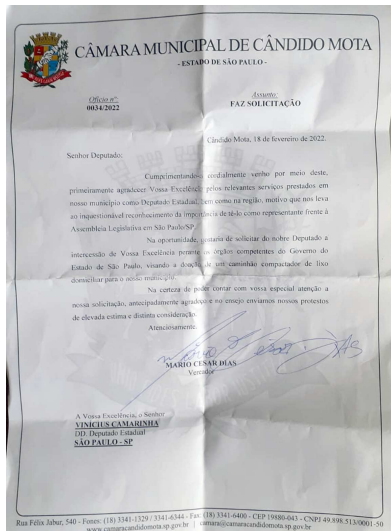 CÂMARA MUNICIPAL DE CÂNDIDO MOTA
- ESTADO DE SÃO PAULO -
Ofício nº:
0034/2022
Assunto:
FAZ SOLICITAÇÃO
Cândido Mota, 18 de fevereiro de 2022.
Senhor Deputado:
Cumprimentando-o cordialmente venho por meio deste,
primeiramente agradecer Vossa Excelência pelos relevantes serviços prestados em
nosso município como Deputado Estadual, bem como na região, motivo que nos leva
ao inquestionável reconhecimento da importância de tê-lo como representante frente à
Assembleia Legislativa em São Paulo/SP.
Na oportunidade, gostaria de solicitar do nobre Deputado a
intercessão de Vossa Excelência perante os órgãos competentes do Governo do
Estado de São Paulo, visando a doação de um caminhão compactador de lixo
domiciliar para o nosso município.
Na certeza de poder contar com vossa especial atenção a
nossa solicitação, antecipadamente agradeço e no ensejo enviamos nossos protestos
de elevada estima e distinta consideração.
Atenciosamente.
MARIO CESAR DIAS
Vereador
A Vossa Excelência, o Senhor
VINICIUS CAMARINHA
DD. Deputado Estadual
SÃO PAULO - SP
Rua Félix Jabur, 540 - Fones: (18) 3341-1329 / 3341-6344 - Fax: (18) 3341-6400 - CEP 19880-043 - CNPJ 49.898.513/0001-50
www.camaracandidomota.sp.gov.br | camara@camaracandidomota.sp.gov.br